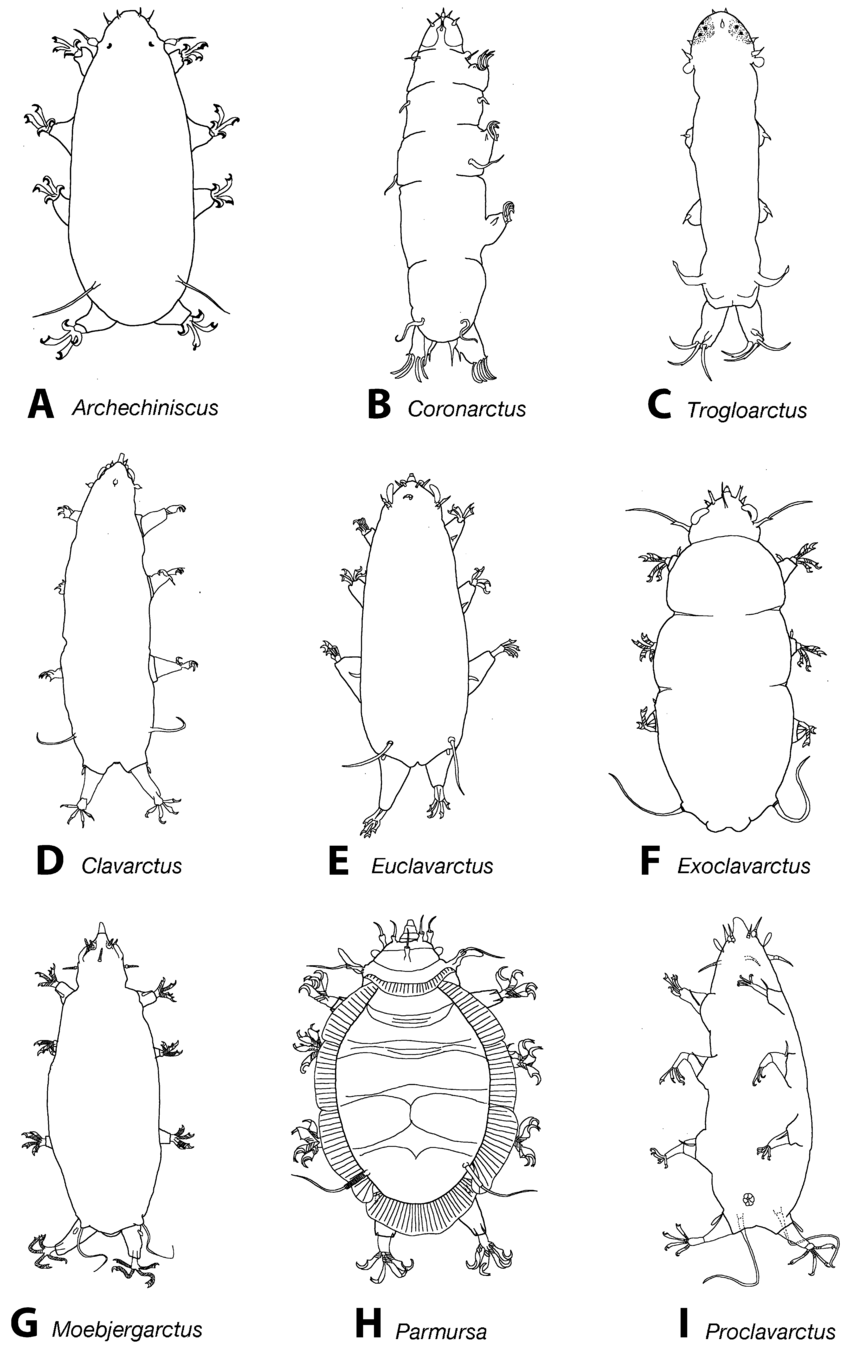 A Archechiniscus
B Coronarctus
C Trogloarctus
D Clavarctus
E Euclavarctus
F Exoclavarctus
G Moebjergarctus
H Parmursa
I Proclavarctus